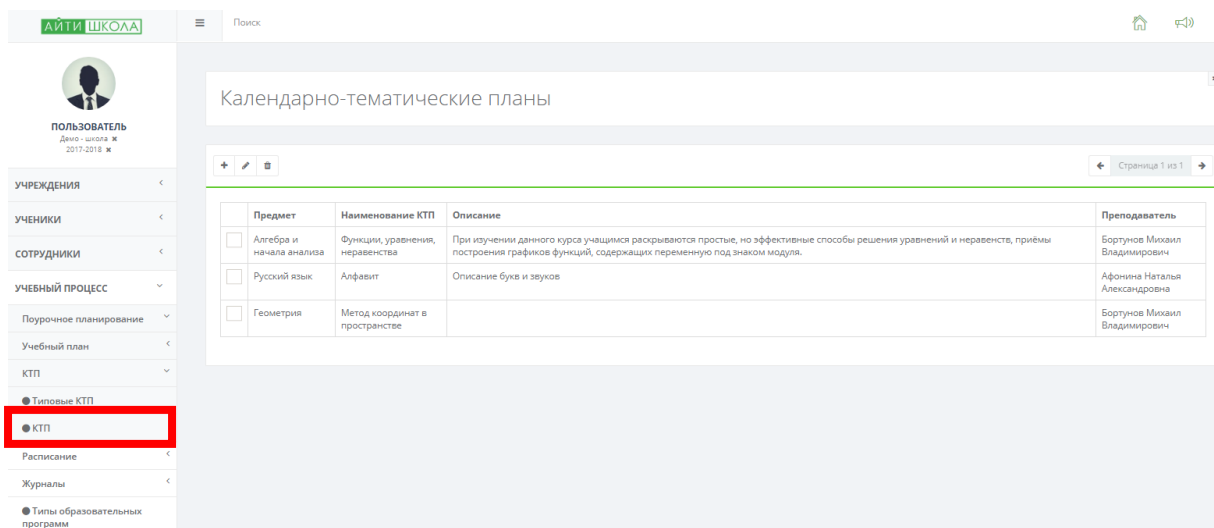 АЙТИ ШКОЛА
Поиск
ПОЛЬЗОВАТЕЛЬ
Демо - школа ✖
2017-2018 ✖
УЧРЕЖДЕНИЯ
УЧЕНИКИ
СОТРУДНИКИ
УЧЕБНЫЙ ПРОЦЕСС
Поурочное планирование
Учебный план
КТП
Типовые КТП
КТП
Расписание
Журналы
Типы образовательных
программ
Календарно-тематические планы
Страница 1 из 1
Предмет Наименование КТП Описание Преподаватель
Алгебра и Функции, уравнения, При изучении данного курса учащимся раскрываются простые, но эффективные способы решения уравнений и неравенств, приёмы Бортунов Михаил
начала анализа неравенства построения графиков функций, содержащих переменную под знаком модуля. Владимирович
Русский язык Алфавит Описание букв и звуков Афонина Наталья
Александровна
Геометрия Метод координат в Бортунов Михаил
пространстве Владимирович